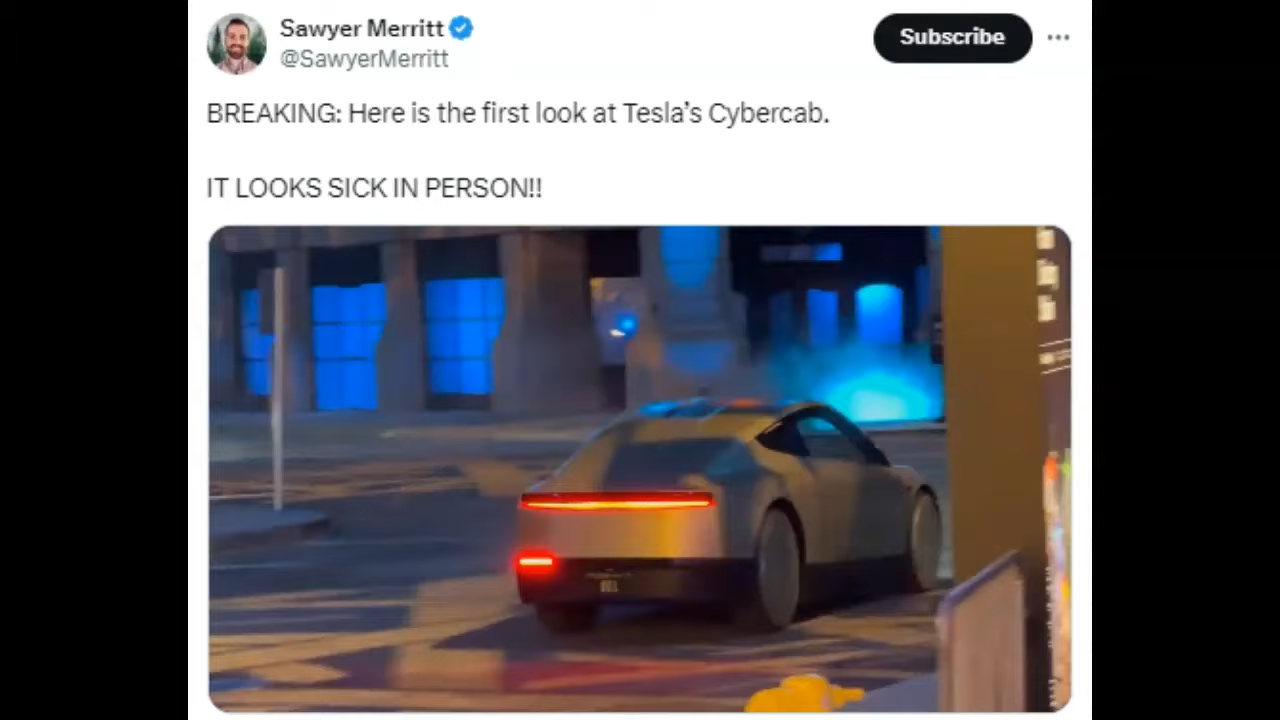 Sawyer Merritt
@SawyerMerritt
Subscribe
BREAKING: Here is the first look at Tesla's Cybercab.
IT LOOKS SICK IN PERSON!!